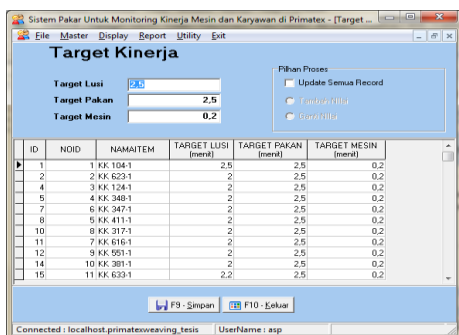 Sistem Pakar Untuk Monitoring Kinerja Mesin dan Karyawan di Primatex - [Target ...
File Master Display Report Utility Exit
Target Kinerja
Target Lusi 2,5
Target Pakan 2,5
Target Mesin 0,2
Pilhan Proses
Update Semua Record
Tambah Nilai
Ganti Nilai
ID NOID NAMAITEM TARGET LUSI (menit) TARGET PAKAN (menit) TARGET MESIN (menit)
1 1 KK 104-1 2,5 2,5 0,2
2 2 KK 623-1 2 2,5 0,2
4 3 KK 124-1 2 2,5 0,2
5 4 KK 348-1 2 2,5 0,2
7 6 KK 347-1 2 2,5 0,2
8 5 KK 411-1 2 2,5 0,2
10 8 KK 317-1 2 2,5 0,2
11 7 KK 616-1 2 2,5 0,2
12 9 KK 551-1 2 2,5 0,2
14 10 KK 381-1 2 2,5 0,2
15 11 KK 633-1 2,2 2,5 0,2
F9 - Simpan F10 - Keluar
Connected : localhost.primatexweaving_tesis UserName : asp